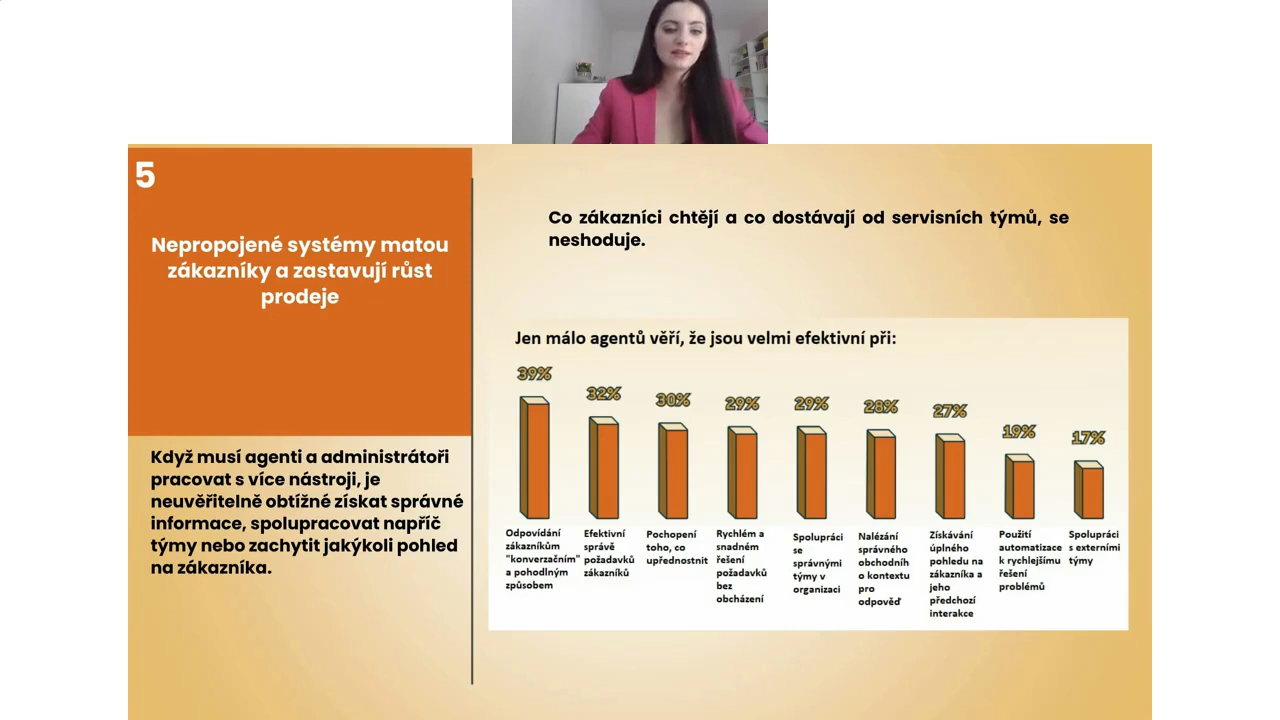 5
Nepropojené systémy matou
zákazníky a zastavují růst
prodeje
Když musí agenti a administrátoři
pracovat s více nástroji, je
neuvěřitelně obtížné získat správné
informace, spolupracovat napříč
týmy nebo zachytit jakýkoli pohled
na zákazníka.
Co zákazníci chtějí a co dostávají od servisních týmů, se
neshoduje.
Jen málo agentů věří, že jsou velmi efektivní při:
39%
32%
30%
29%
29%
28%
27%
19%
17%
Odpovídání
zákazníkům
"konverzačním"
a pohodlným
způsobem
Efektivní
správě
požadavků
zákazníků
Pochopení
toho, co
upřednostnit
Rychlém a
snadném
řešení
požadavků
bez
obcházení
Spolupráci
se
správnými
týmy v
organizaci
Nalézání
správného
obchodníh
o kontextu
pro
odpověď
Získávání
úplného
pohledu na
zákazníka a
jeho
předchozí
interakce
Použití
automatizace
k rychlejšímu
řešení
problémů
Spolupráci
s externími
týmy